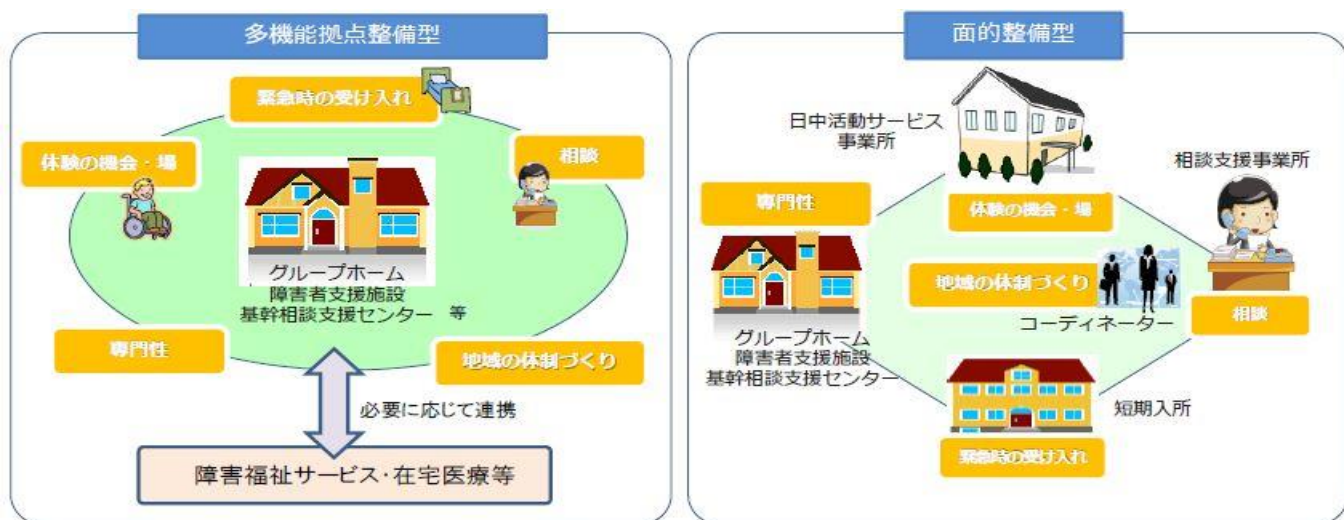 多機能拠点整備型
緊急時の受け入れ
体験の機会・場
相談
グループホーム
障害者支援施設
基幹相談支援センター 等
専門性
地域の体制づくり
必要に応じて連携
障害福祉サービス・在宅医療等
面的整備型
日中活動サービス
事業所
相談支援事業所
専門性
体験の機会・場
地域の体制づくり
コーディネーター
相談
グループホーム
障害者支援施設
基幹相談支援センター
短期入所
緊急時の受け入れ